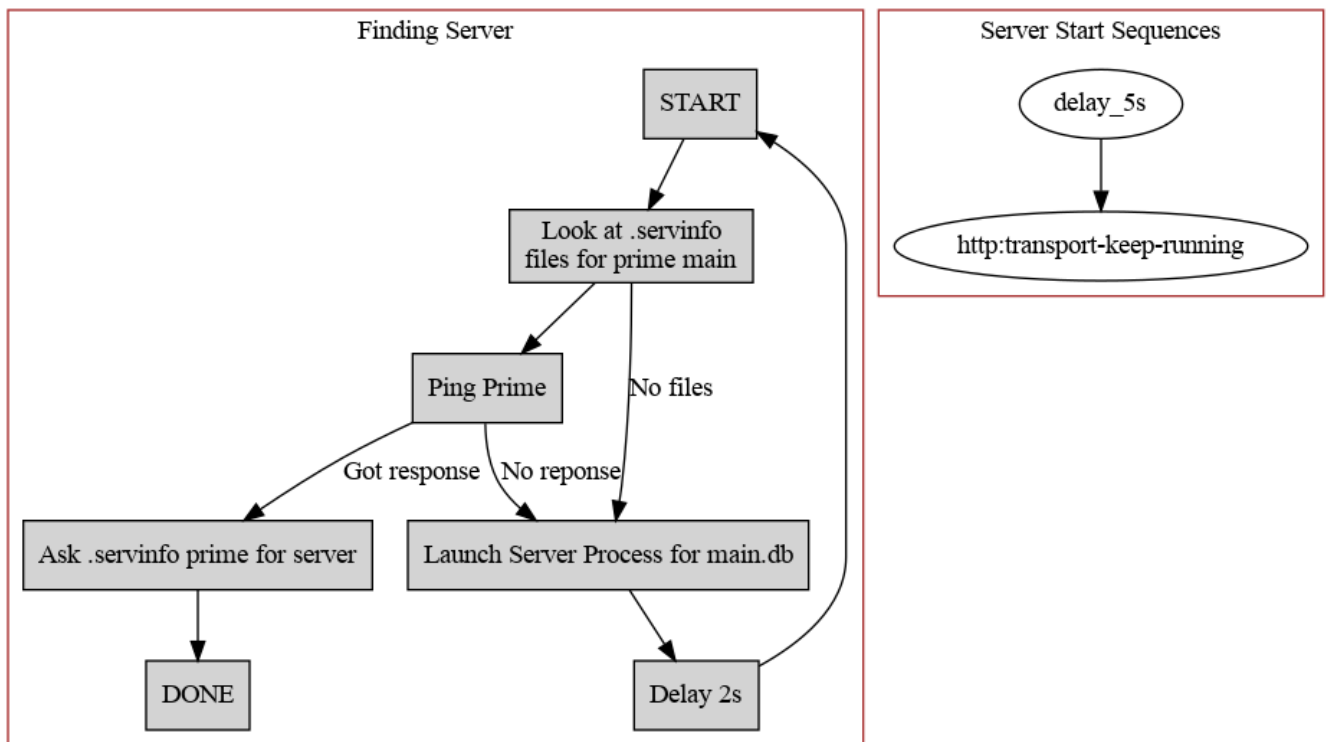 Finding Server
START
Look at .servinfo
files for prime main
Ping Prime
No files
Got response
No reponse
Ask .servinfo prime for server
Launch Server Process for main.db
DONE
Delay 2s
Server Start Sequences
delay_5s
http:transport-keep-running